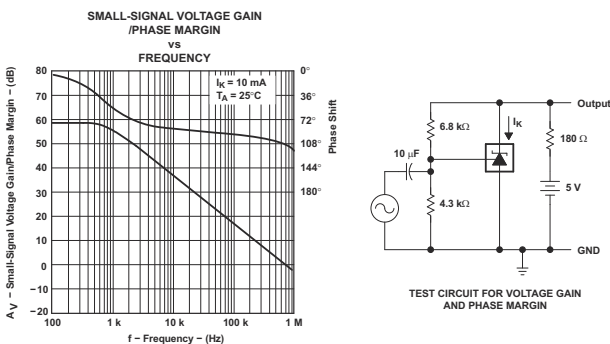 SMALL-SIGNAL VOLTAGE GAIN
/PHASE MARGIN
vs
FREQUENCY
A V – Small-Signal Voltage Gain/Phase Margin – (dB)
80
70
60
50
40
30
20
10
0
–10
–20
IK = 10 mA
TA = 25°C
0°
36°
72°
108°
144°
180°
Phase Shift
100
1 k
10 k
100 k
1 M
f – Frequency – (Hz)
Output
IK
6.8 kΩ
180 Ω
10 μF
5 V
4.3 kΩ
GND
TEST CIRCUIT FOR VOLTAGE GAIN
AND PHASE MARGIN